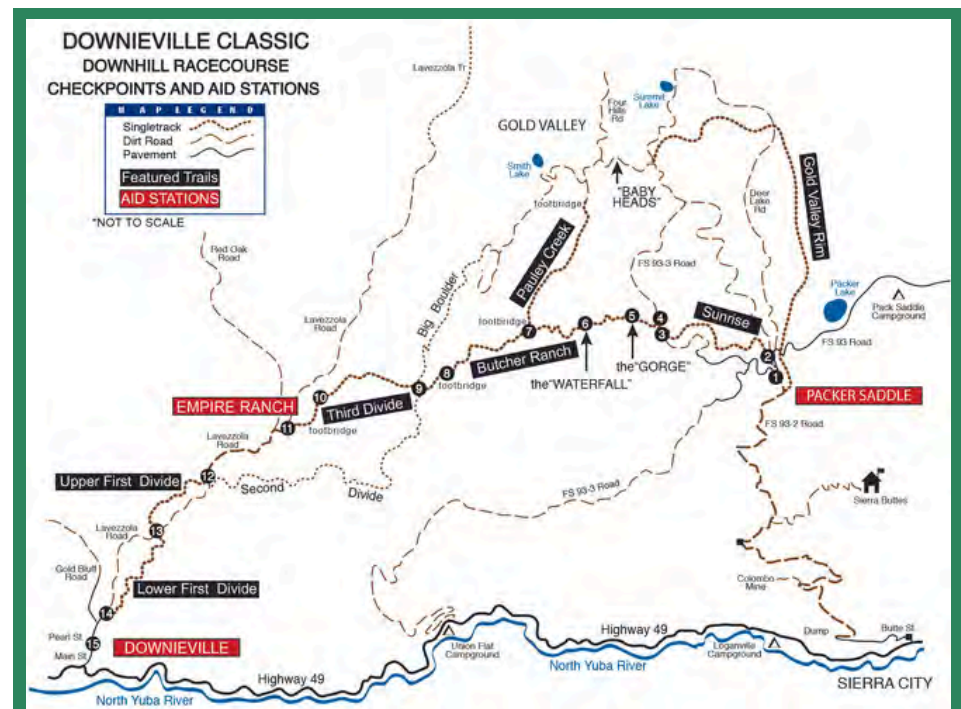 DOWNIEVILLE CLASSIC
DOWNHILL RACECOURSE
CHECKPOINTS AND AID STATIONS
MAP LEGEND
Singletrack
Dirt Road
Pavement
Featured Trails
AID STATIONS
*NOT TO SCALE
Lavezzola Tr
GOLD VALLEY
Four
Hills
Rd
Summit
Lake
Smith
Lake
footbridge
"BABY
HEADS"
Deer
Lake
Rd
Gold Valley Rim
Red Oak
Road
Pauley Creek
FS 93-3 Road
Packer
Lake
Pack Saddle
Campground
Big Boulder
Lavezzola
Road
footbridge
7
6
5
4
3
Sunrise
FS 93 Road
2
1
Butcher Ranch
the"GORGE"
the"WATERFALL"
8
footbridge
9
10
Third Divide
EMPIRE RANCH
11
footbridge
PACKER SADDLE
FS 93-2 Road
Lavezzola
Road
12
Upper First Divide
Second
Divide
FS 93-3 Road
Sierra Buttes
Lavezzola
Road
13
Gold Bluff
Road
Lower First Divide
Colombo
Mine
14
Pearl St.
15
Main St.
DOWNIEVILLE
Union Flat
Campground
Highway 49
Loganville
Campground
Dump
Butte St.
Highway 49
North Yuba River
SIERRA CITY
North Yuba River